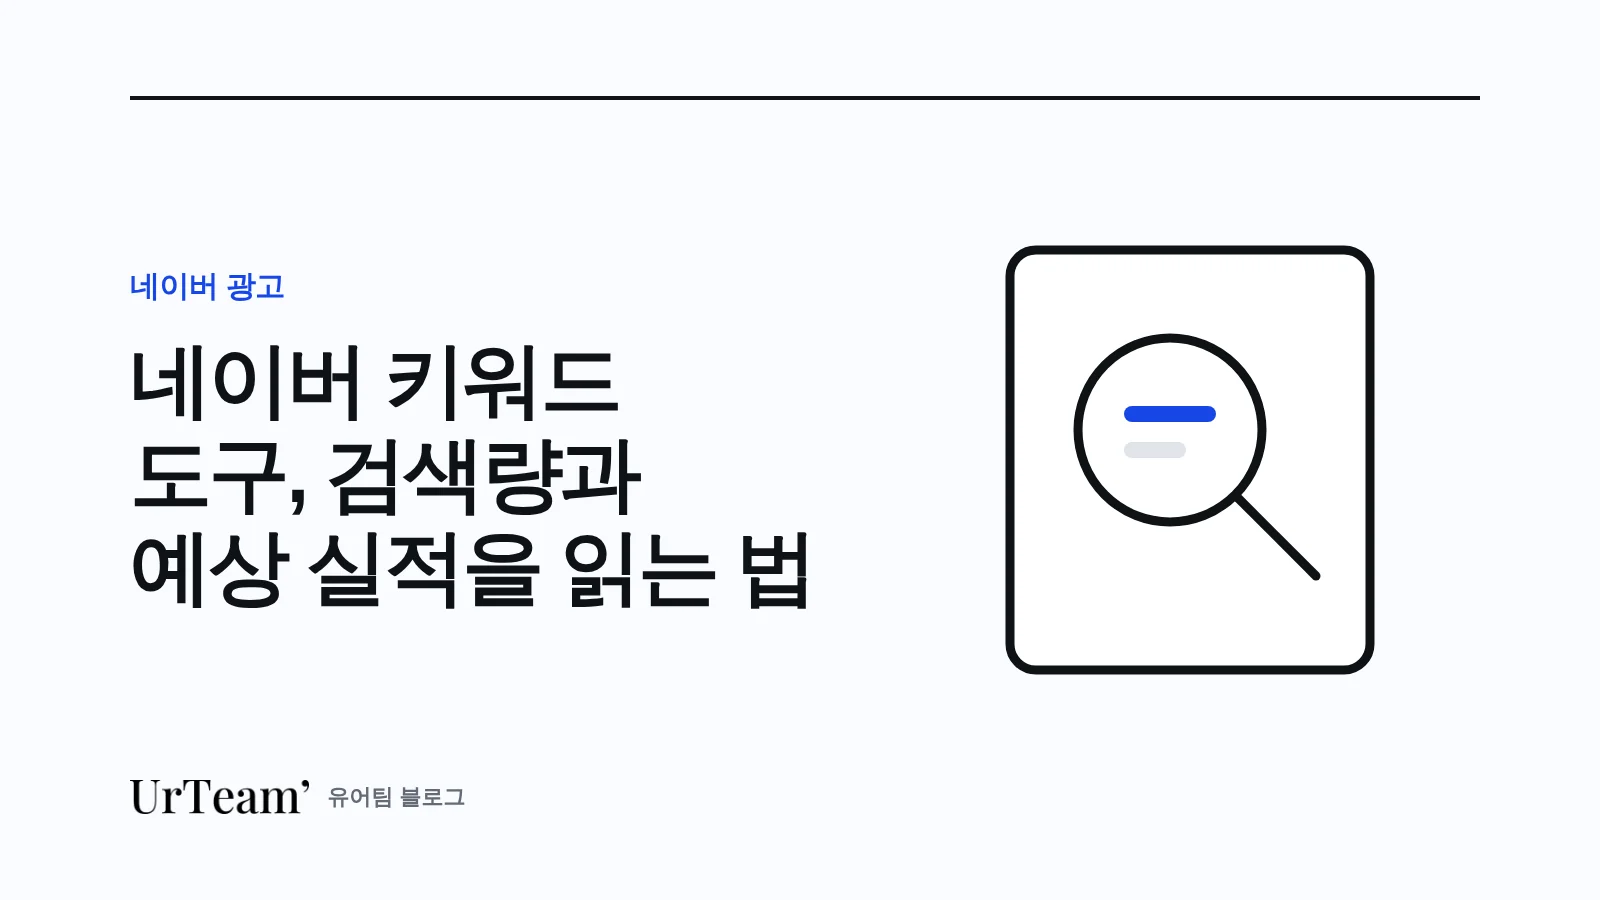 네이버 광고
네이버 키워드
도구, 검색량과
예상 실적을 읽는 법
UrTeam’ 유어팀 블로그